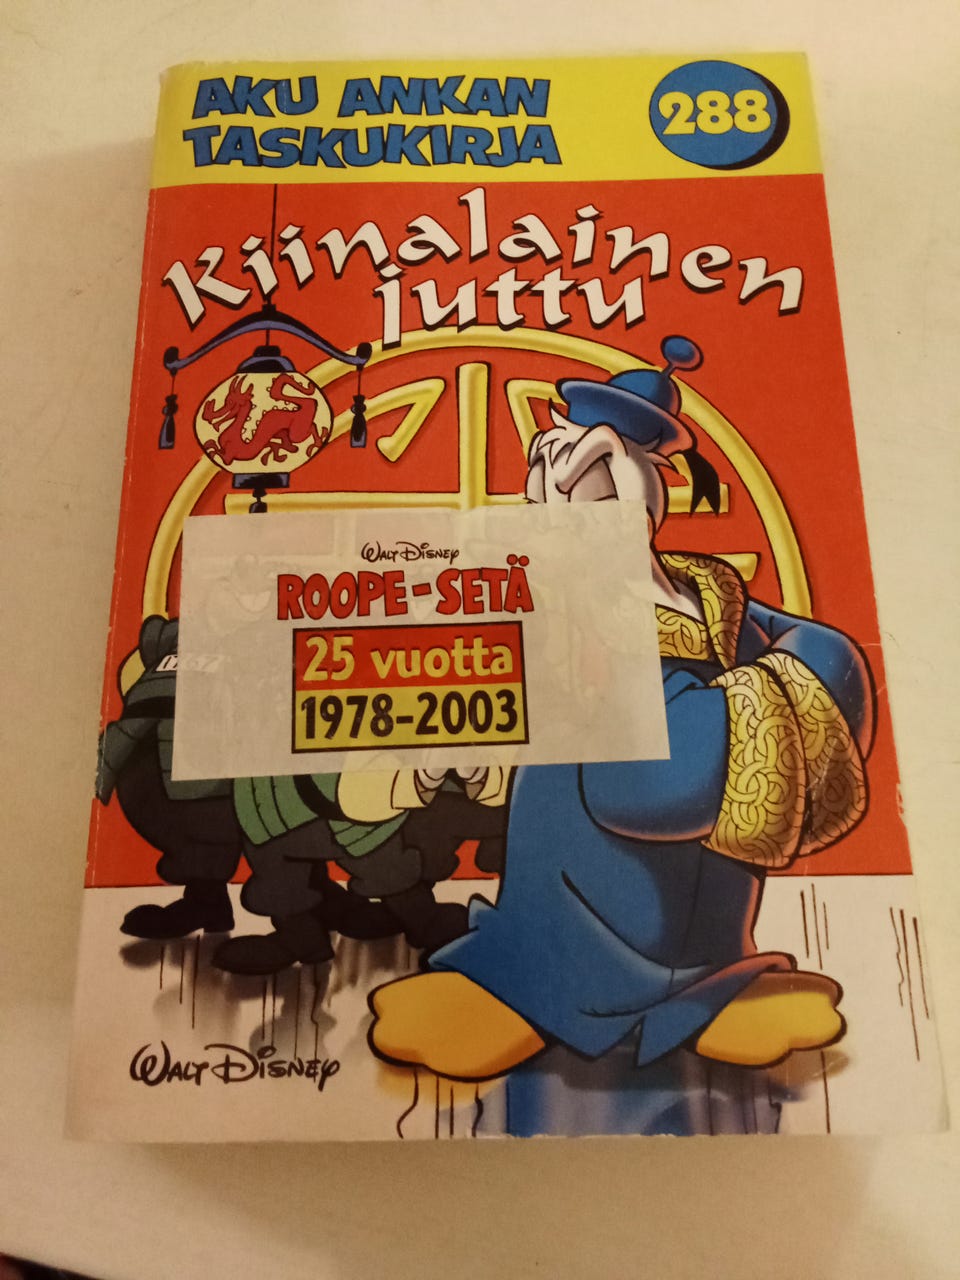 AKU ANKAN
TASKUKIRJA
288
Kiinalainen
juttu
WALT DISNEY
ROOPE-SETÄ
25 vuotta
1978-2003
WALT DISNEY